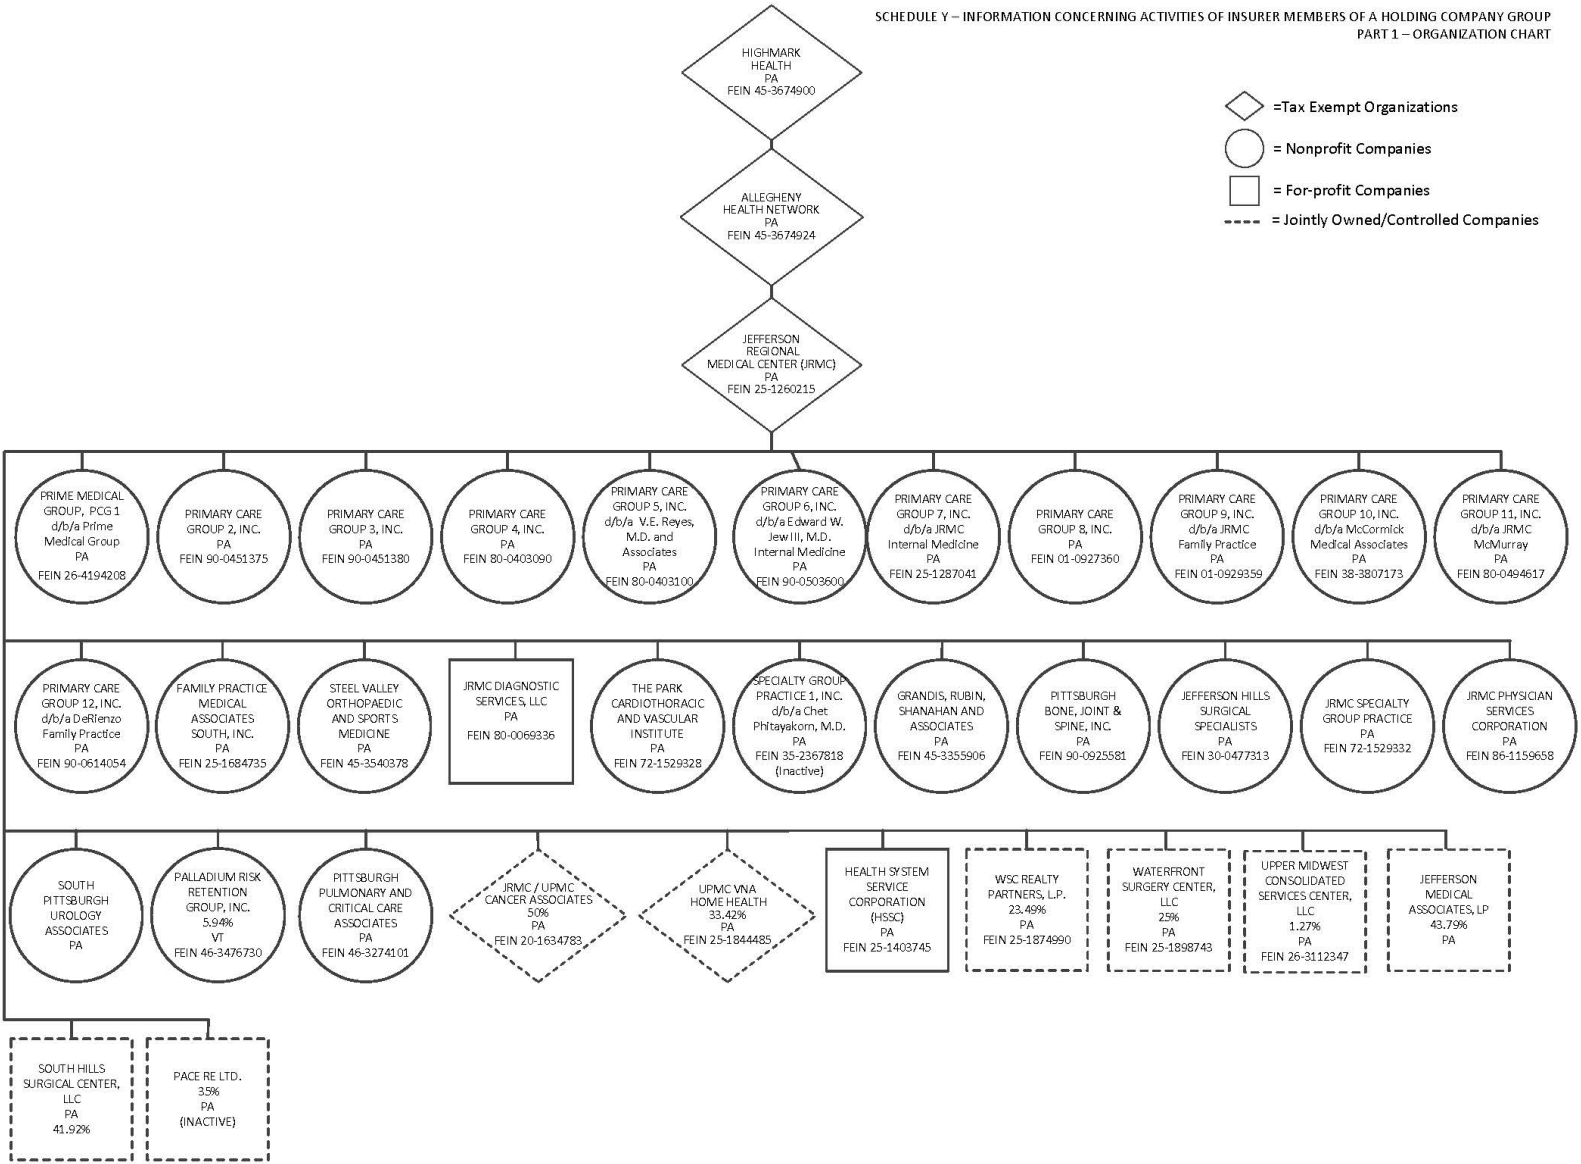 SCHEDULE Y – INFORMATION CONCERNING ACTIVITIES OF INSURER MEMBERS OF A HOLDING COMPANY GROUP
PART 1 – ORGANIZATION CHART
HIGHMARK
HEALTH
PA
FEIN 45-3674900
=Tax Exempt Organizations
= Nonprofit Companies
= For-profit Companies
= Jointly Owned/Controlled Companies
ALLEGHENY
HEALTH NETWORK
PA
FEIN 45-3674924
JEFFERSON
REGIONAL
MEDICAL CENTER (JRMC)
PA
FEIN 25-1260215
PRIME MEDICAL
GROUP, PCG 1
d/b/a Prime
Medical Group
PA
FEIN 26-4194208
PRIMARY CARE
GROUP 2, INC.
PA
FEIN 90-0451375
PRIMARY CARE
GROUP 3, INC.
PA
FEIN 90-0451380
PRIMARY CARE
GROUP 4, INC.
PA
FEIN 80-0403090
PRIMARY CARE
GROUP 5, INC.
d/b/a V.E. Reyes,
M.D. and
Associates
PA
FEIN 80-0403100
PRIMARY CARE
GROUP 6, INC.
d/b/a Edward W.
Jew III, M.D.
Internal Medicine
PA
FEIN 90-0503600
PRIMARY CARE
GROUP 7, INC.
d/b/a JRMC
Internal Medicine
PA
FEIN 25-1287041
PRIMARY CARE
GROUP 8, INC.
PA
FEIN 01-0927360
PRIMARY CARE
GROUP 9, INC.
d/b/a JRMC
Family Practice
PA
FEIN 01-0929359
PRIMARY CARE
GROUP 10, INC.
d/b/a McCormick
Medical Associates
PA
FEIN 38-3807173
PRIMARY CARE
GROUP 11, INC.
d/b/a JRMC
McMurray
PA
FEIN 80-0494617
PRIMARY CARE
GROUP 12, INC.
d/b/a DeRienzo
Family Practice
PA
FEIN 90-0614054
FAMILY PRACTICE
MEDICAL
ASSOCIATES
SOUTH, INC.
PA
FEIN 25-1684735
STEEL VALLEY
ORTHOPAEDIC
AND SPORTS
MEDICINE
PA
FEIN 45-3540378
JRMC DIAGNOSTIC
SERVICES, LLC
PA
FEIN 80-0069336
THE PARK
CARDIOTHORACIC
AND VASCULAR
INSTITUTE
PA
FEIN 72-1529328
SPECIALTY GROUP
PRACTICE 1, INC.
d/b/a Chet
Phitayakorn, M.D.
PA
FEIN 35-2367818
(Inactive)
GRANDIS, RUBIN,
SHANAHAN AND
ASSOCIATES
PA
FEIN 45-3355906
PITTSBURGH
BONE, JOINT &
SPINE, INC.
PA
FEIN 90-0925581
JEFFERSON HILLS
SURGICAL
SPECIALISTS
PA
FEIN 30-0477313
JRMC SPECIALTY
GROUP PRACTICE
PA
FEIN 72-1529332
JRMC PHYSICIAN
SERVICES
CORPORATION
PA
FEIN 86-1159658
SOUTH
PITTSBURGH
UROLOGY
ASSOCIATES
PA
PALLADIUM RISK
RETENTION
GROUP, INC.
5.94%
VT
FEIN 46-3476730
PITTSBURGH
PULMONARY AND
CRITICAL CARE
ASSOCIATES
PA
FEIN 46-3274101
JRMC / UPMC
CANCER ASSOCIATES
50%
PA
FEIN 20-1634783
UPMC VNA
HOME HEALTH
33.42%
PA
FEIN 25-1844485
HEALTH SYSTEM
SERVICE
CORPORATION
(HSSC)
PA
FEIN 25-1403745
WSC REALTY
PARTNERS, L.P.
23.49%
PA
FEIN 25-1874990
WATERFRONT
SURGERY CENTER,
LLC
25%
PA
FEIN 25-1898743
UPPER MIDWEST
CONSOLIDATED
SERVICES CENTER,
LLC
1.27%
PA
FEIN 26-3112347
JEFFERSON
MEDICAL
ASSOCIATES, LP
43.79%
PA
SOUTH HILLS
SURGICAL CENTER,
LLC
PA
41.92%
PACE RE LTD.
35%
PA
(INACTIVE)